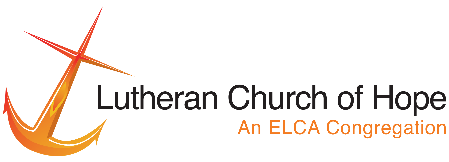 Lutheran Church of Hope
An ELCA Congregation